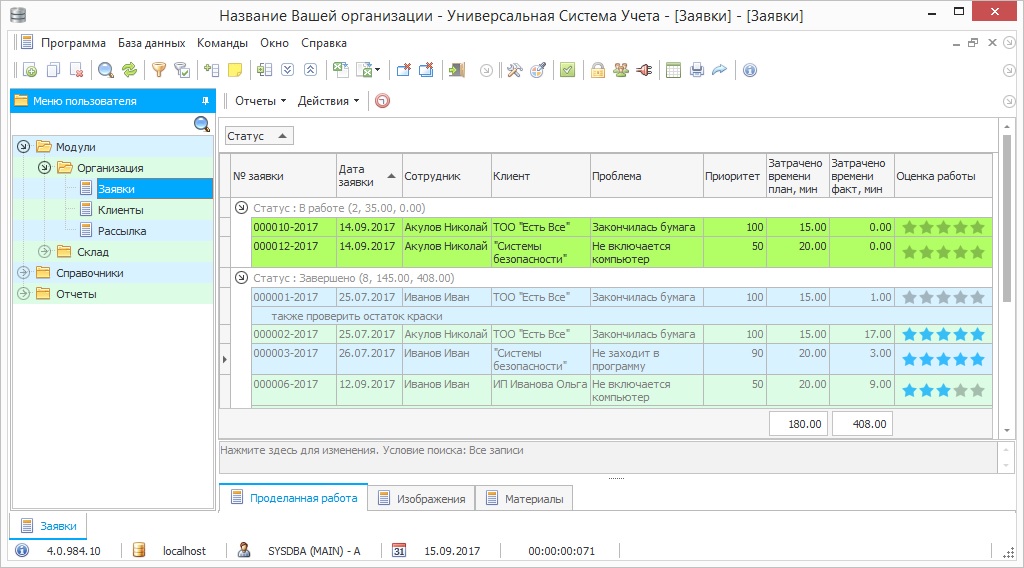 Название Вашей организации - Универсальная Система Учета - [Заявки] - [Заявки]
Программа База данных Команды Окно Справка
Меню пользователя
Отчеты Действия
Модули
Организация
Заявки
Клиенты
Рассылка
Склад
Справочники
Отчеты
Статус
№ заявки Дата заявки Сотрудник Клиент Проблема Приоритет Затрачено времени план, мин Затрачено времени факт, мин Оценка работы
Статус : В работе (2, 35.00, 0.00)
000010-2017 14.09.2017 Акулов Николай ТОО "Есть Все" Закончилась бумага 100 15.00 0.00
000012-2017 14.09.2017 Акулов Николай "Системы безопасности" Не включается компьютер 50 20.00 0.00
Статус : Завершено (8, 145.00, 408.00)
000001-2017 25.07.2017 Иванов Иван ТОО "Есть Все" Закончилась бумага 100 15.00 1.00
также проверить остаток краски
000002-2017 25.07.2017 Акулов Николай ТОО "Есть Все" Закончилась бумага 100 15.00 17.00
000003-2017 26.07.2017 Иванов Иван "Системы безопасности" Не заходит в программу 90 20.00 3.00
000006-2017 12.09.2017 Иванов Иван ИП Иванова Ольга Не включается компьютер 50 20.00 9.00
180.00 408.00
Нажмите здесь для изменения. Условие поиска: Все записи
Проделанная работа Изображения Материалы
Заявки
4.0.984.10 localhost SYSDBA (MAIN) - A 31 15.09.2017 00:00:00:071